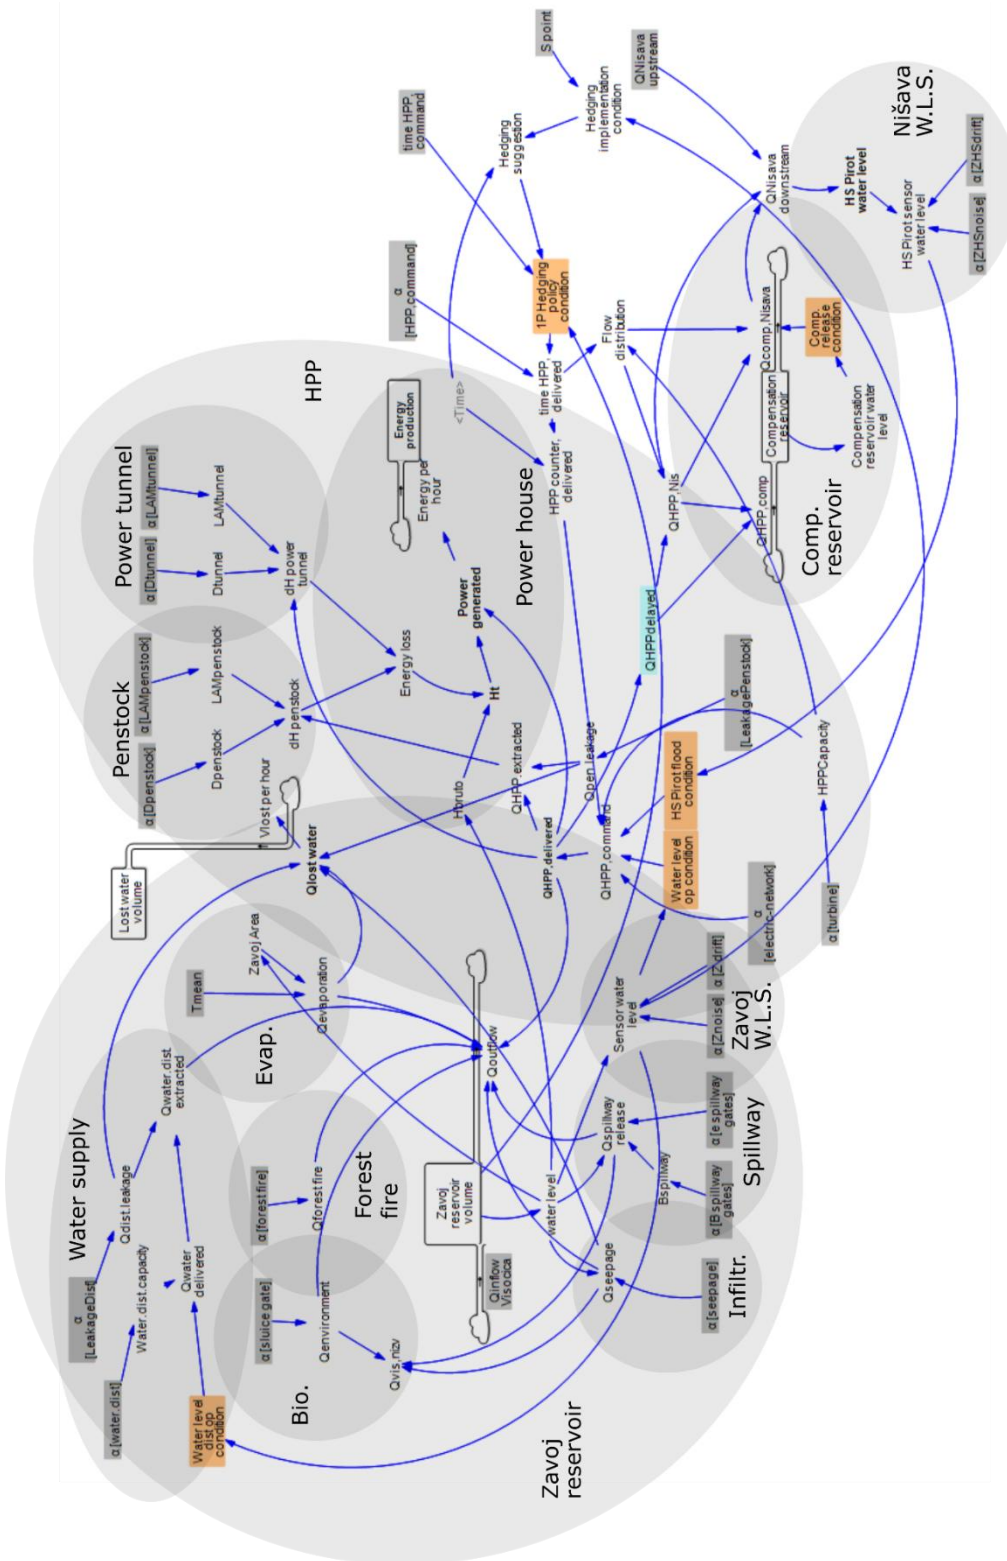 Water supply
α
[LeakageDist]
α[water.dist]
Water.dist.capacity
Qdist.leakage
Water level
dist op
condition
Qwater
delivered
Qwater.dist
extracted
Lost water
volume
Vlost per hour
Qlost water
Evap.
Tmean
Zavoj Area
Qevaporation
Bio.
α[sluice gate]
Qenvironment
Qvis,nizv
Forest
fire
α[forest fire]
Qforest fire
Zavoj
reservoir
Qinflow
Visocica
Zavoj
reservoir
volume
Qoutflow
water level
Infiltr.
Qseepage
α[seepage]
Spillway
Qspillway
release
Bspillway
α[B spillway
gates]
α[e spillway
gates]
Zavoj
W.L.S.
Sensor water
level
α[Znoise]
α[Z drift]
Penstock
α[Dpenstock]
α[LAMpenstock]
Dpenstock
LAMpenstock
dH penstock
Power tunnel
α[Dtunnel]
α[LAMtunnel]
Dtunnel
LAMtunnel
dH power
tunnel
HPP
Energy loss
Hbruto
Ht
Power
generated
Energy per
hour
Energy
production
Power house
<Time>
QHPP.extracted
QHPP,delivered
Qpen.leakage
QHPP,command
Water level
op condition
HS Pirot flood
condition
α
[electric-network]
α[turbine]
HPPCapacity
α
[LeakagePenstock]
QHPPdelayed
HPP counter,
delivered
time HPP,
delivered
α
[HPP,command]
time HPP,
command
1P Hedging
policy
condition
Hedging
suggestion
Hedging
implementation
condition
S point
Flow
distribution
QHPP,Nis
QHPP,comp
Compensation
reservoir
Qcomp,Nisava
Compensation
reservoir water
level
Comp.
release
condition
Comp.
reservoir
QNisava
upstream
QNisava
downstream
HS Pirot
water level
HS Pirot sensor
water level
α[ZHSnoise]
α[ZHSdrift]
Nišava
W.L.S.